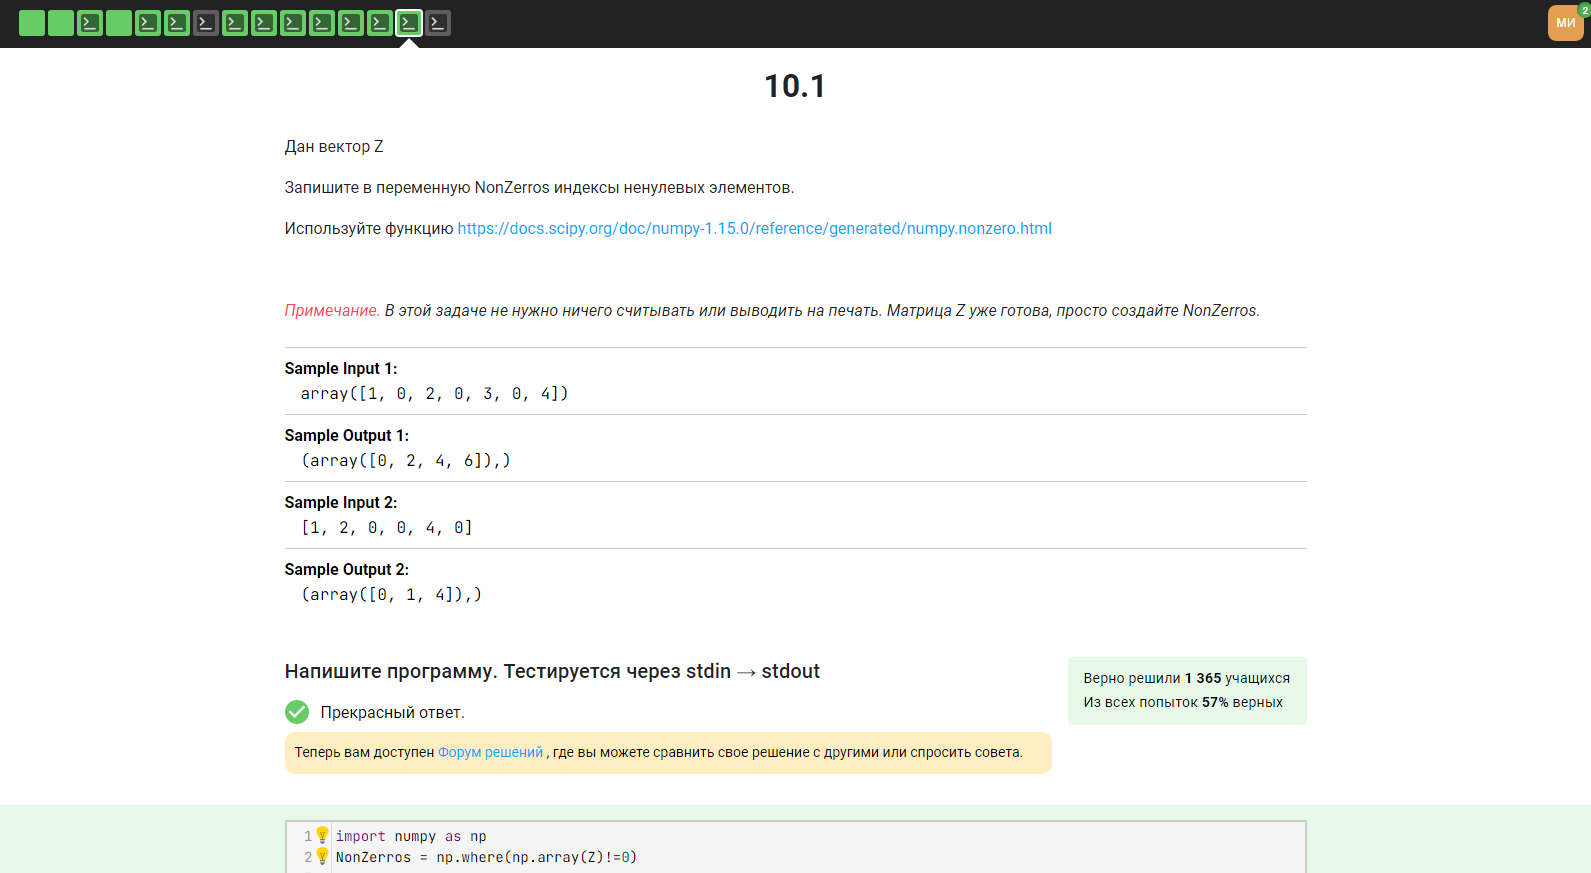 МИ
2
10.1
Дан вектор Z
Запишите в переменную NonZerros индексы ненулевых элементов.
Используйте функцию https://docs.scipy.org/doc/numpy-1.15.0/reference/generated/numpy.nonzero.html
Примечание. В этой задаче не нужно ничего считывать или выводить на печать. Матрица Z уже готова, просто создайте NonZerros.
Sample Input 1:
array([1, 0, 2, 0, 3, 0, 4])
Sample Output 1:
(array([0, 2, 4, 6]),)
Sample Input 2:
[1, 2, 0, 0, 4, 0]
Sample Output 2:
(array([0, 1, 4]),)
Напишите программу. Тестируется через stdin → stdout
Верно решили 1 365 учащихся
Из всех попыток 57% верных
Прекрасный ответ.
Теперь вам доступен Форум решений , где вы можете сравнить свое решение с другими или спросить совета.
1 import numpy as np
2 NonZerros = np.where(np.array(Z)!=0)